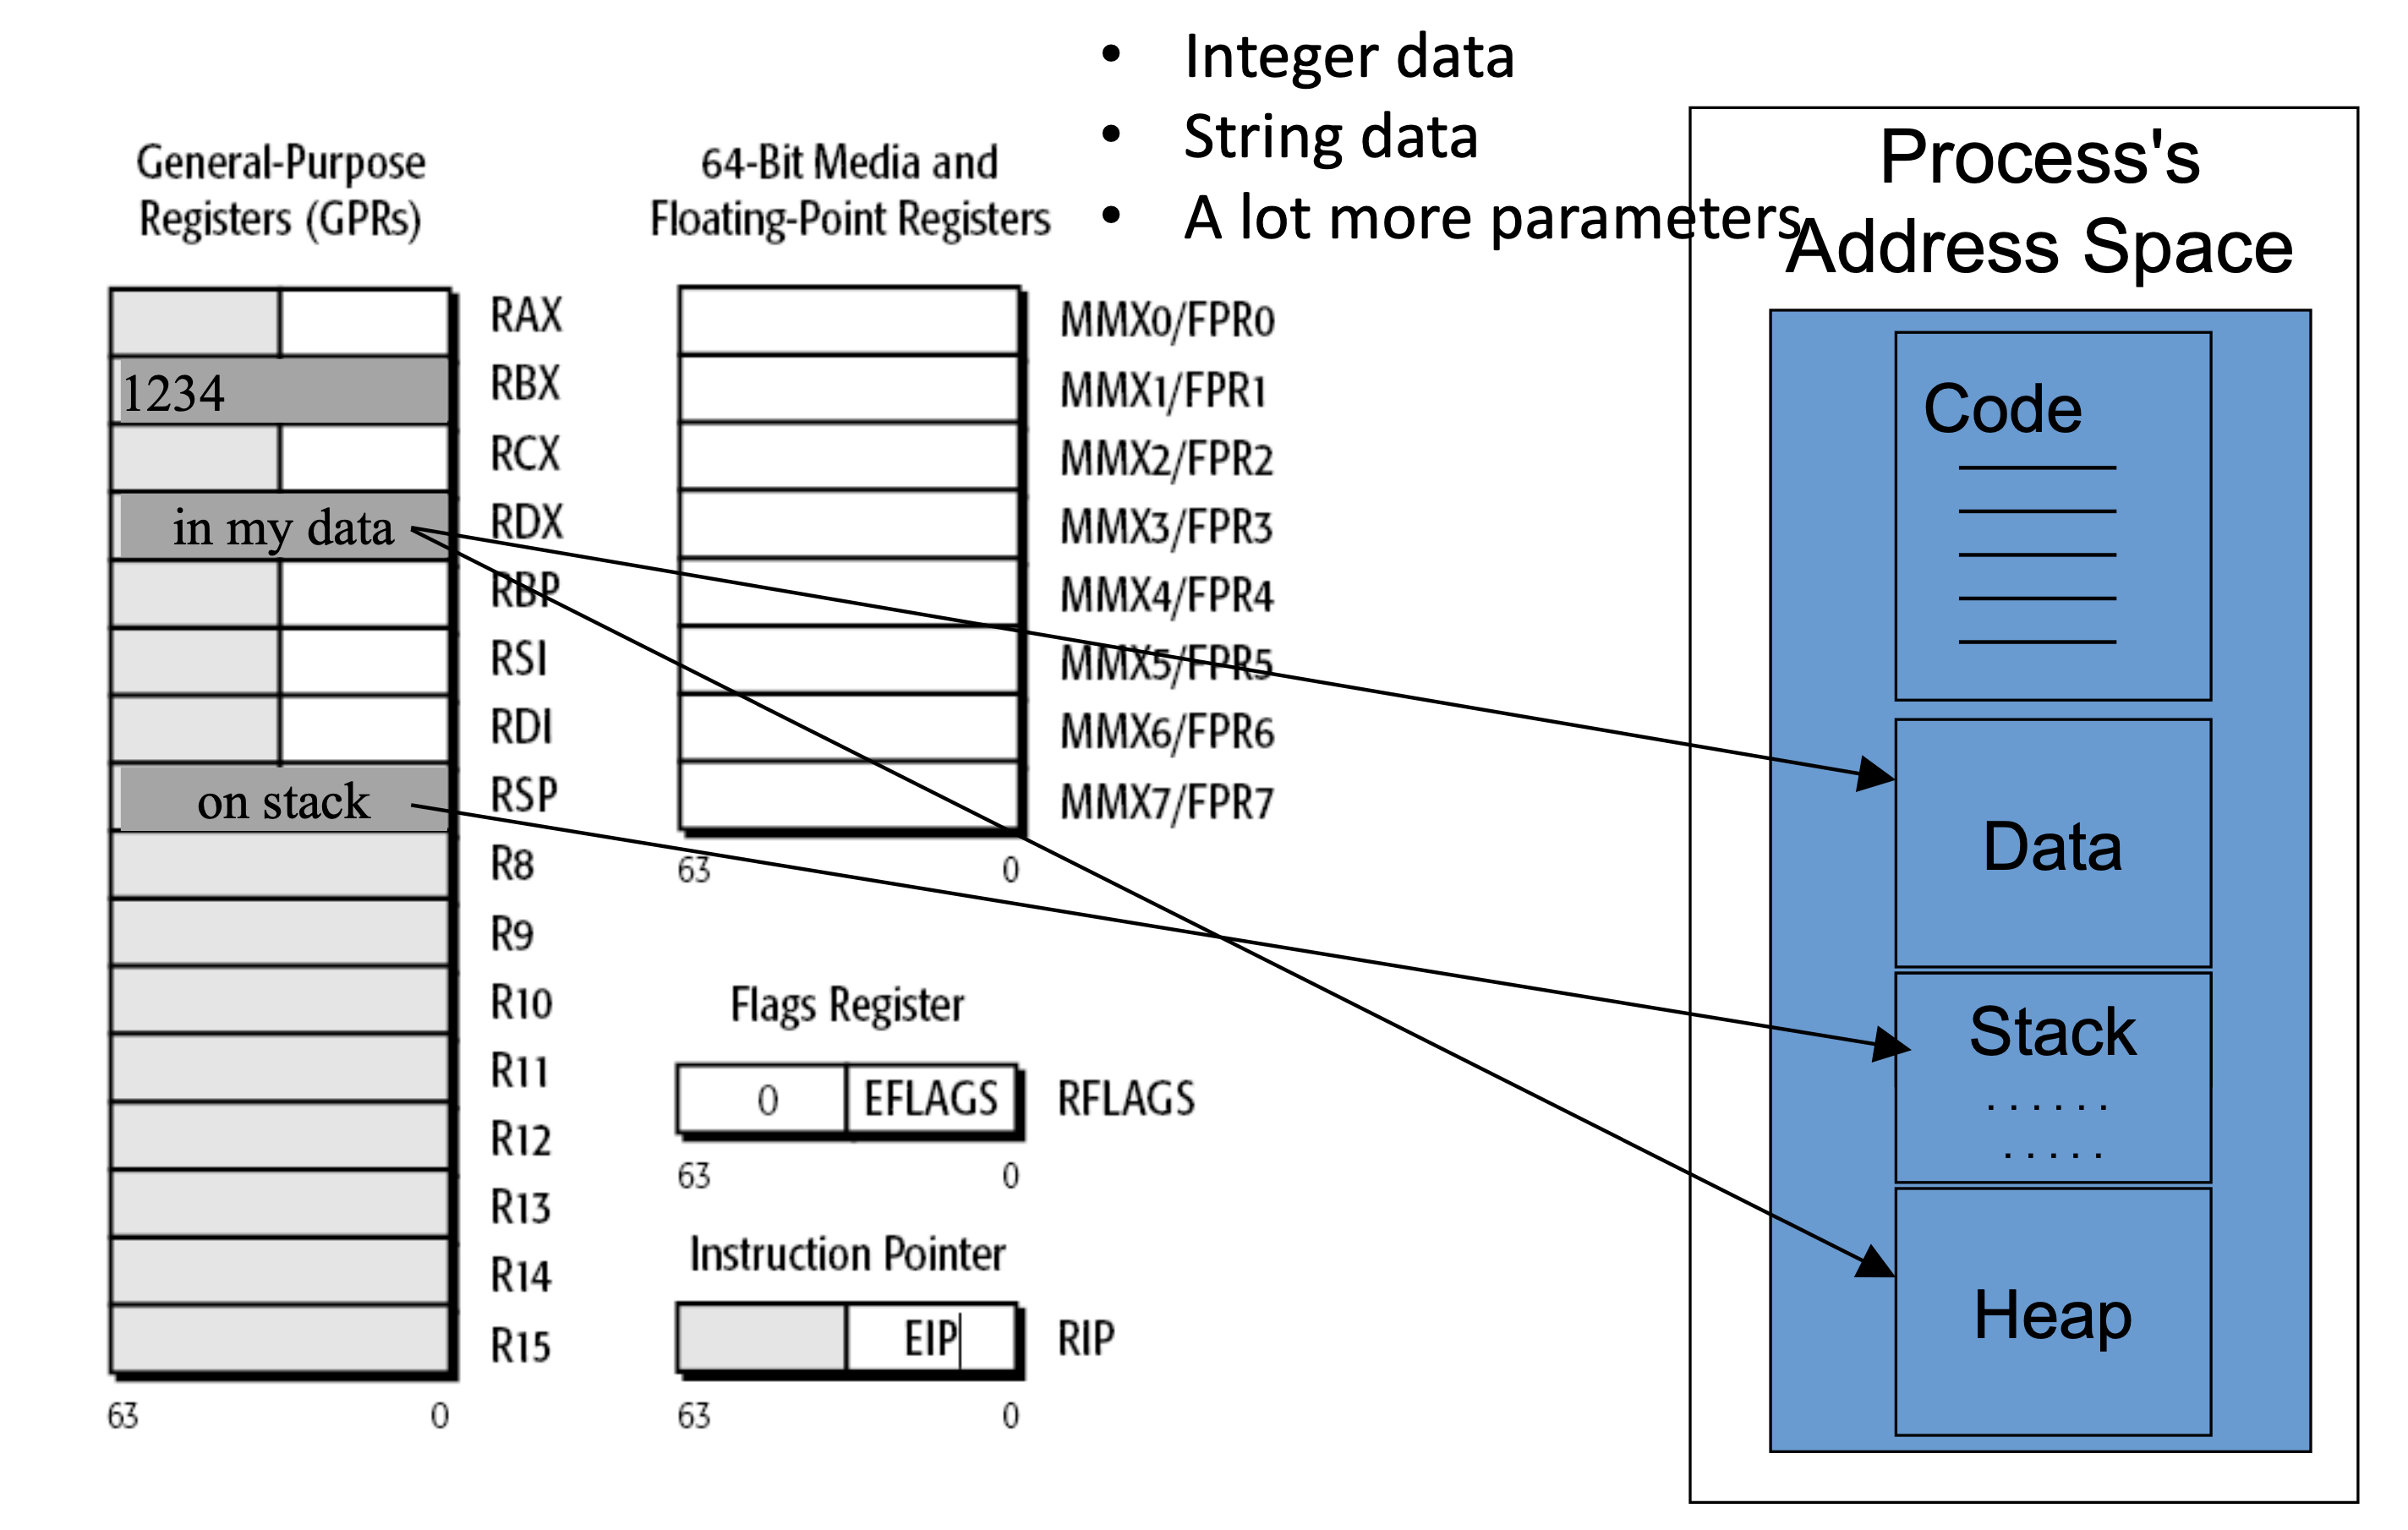 • Integer data
• String data
• A lot more parameters
General-Purpose
Registers (GPRs)
RAX
1234 RBX
RCX
in my data RDX
RBP
RSI
RDI
on stack RSP
R8
R9
R10
R11
R12
R13
R14
R15
63 0
64-Bit Media and
Floating-Point Registers
MMX0/FPR0
MMX1/FPR1
MMX2/FPR2
MMX3/FPR3
MMX4/FPR4
MMX5/FPR5
MMX6/FPR6
MMX7/FPR7
63 0
Flags Register
0 EFLAGS RFLAGS
63 0
Instruction Pointer
EIP RIP
63 0
Process's
Address Space
Code
Data
Stack
. . . . . .
. . . . .
Heap